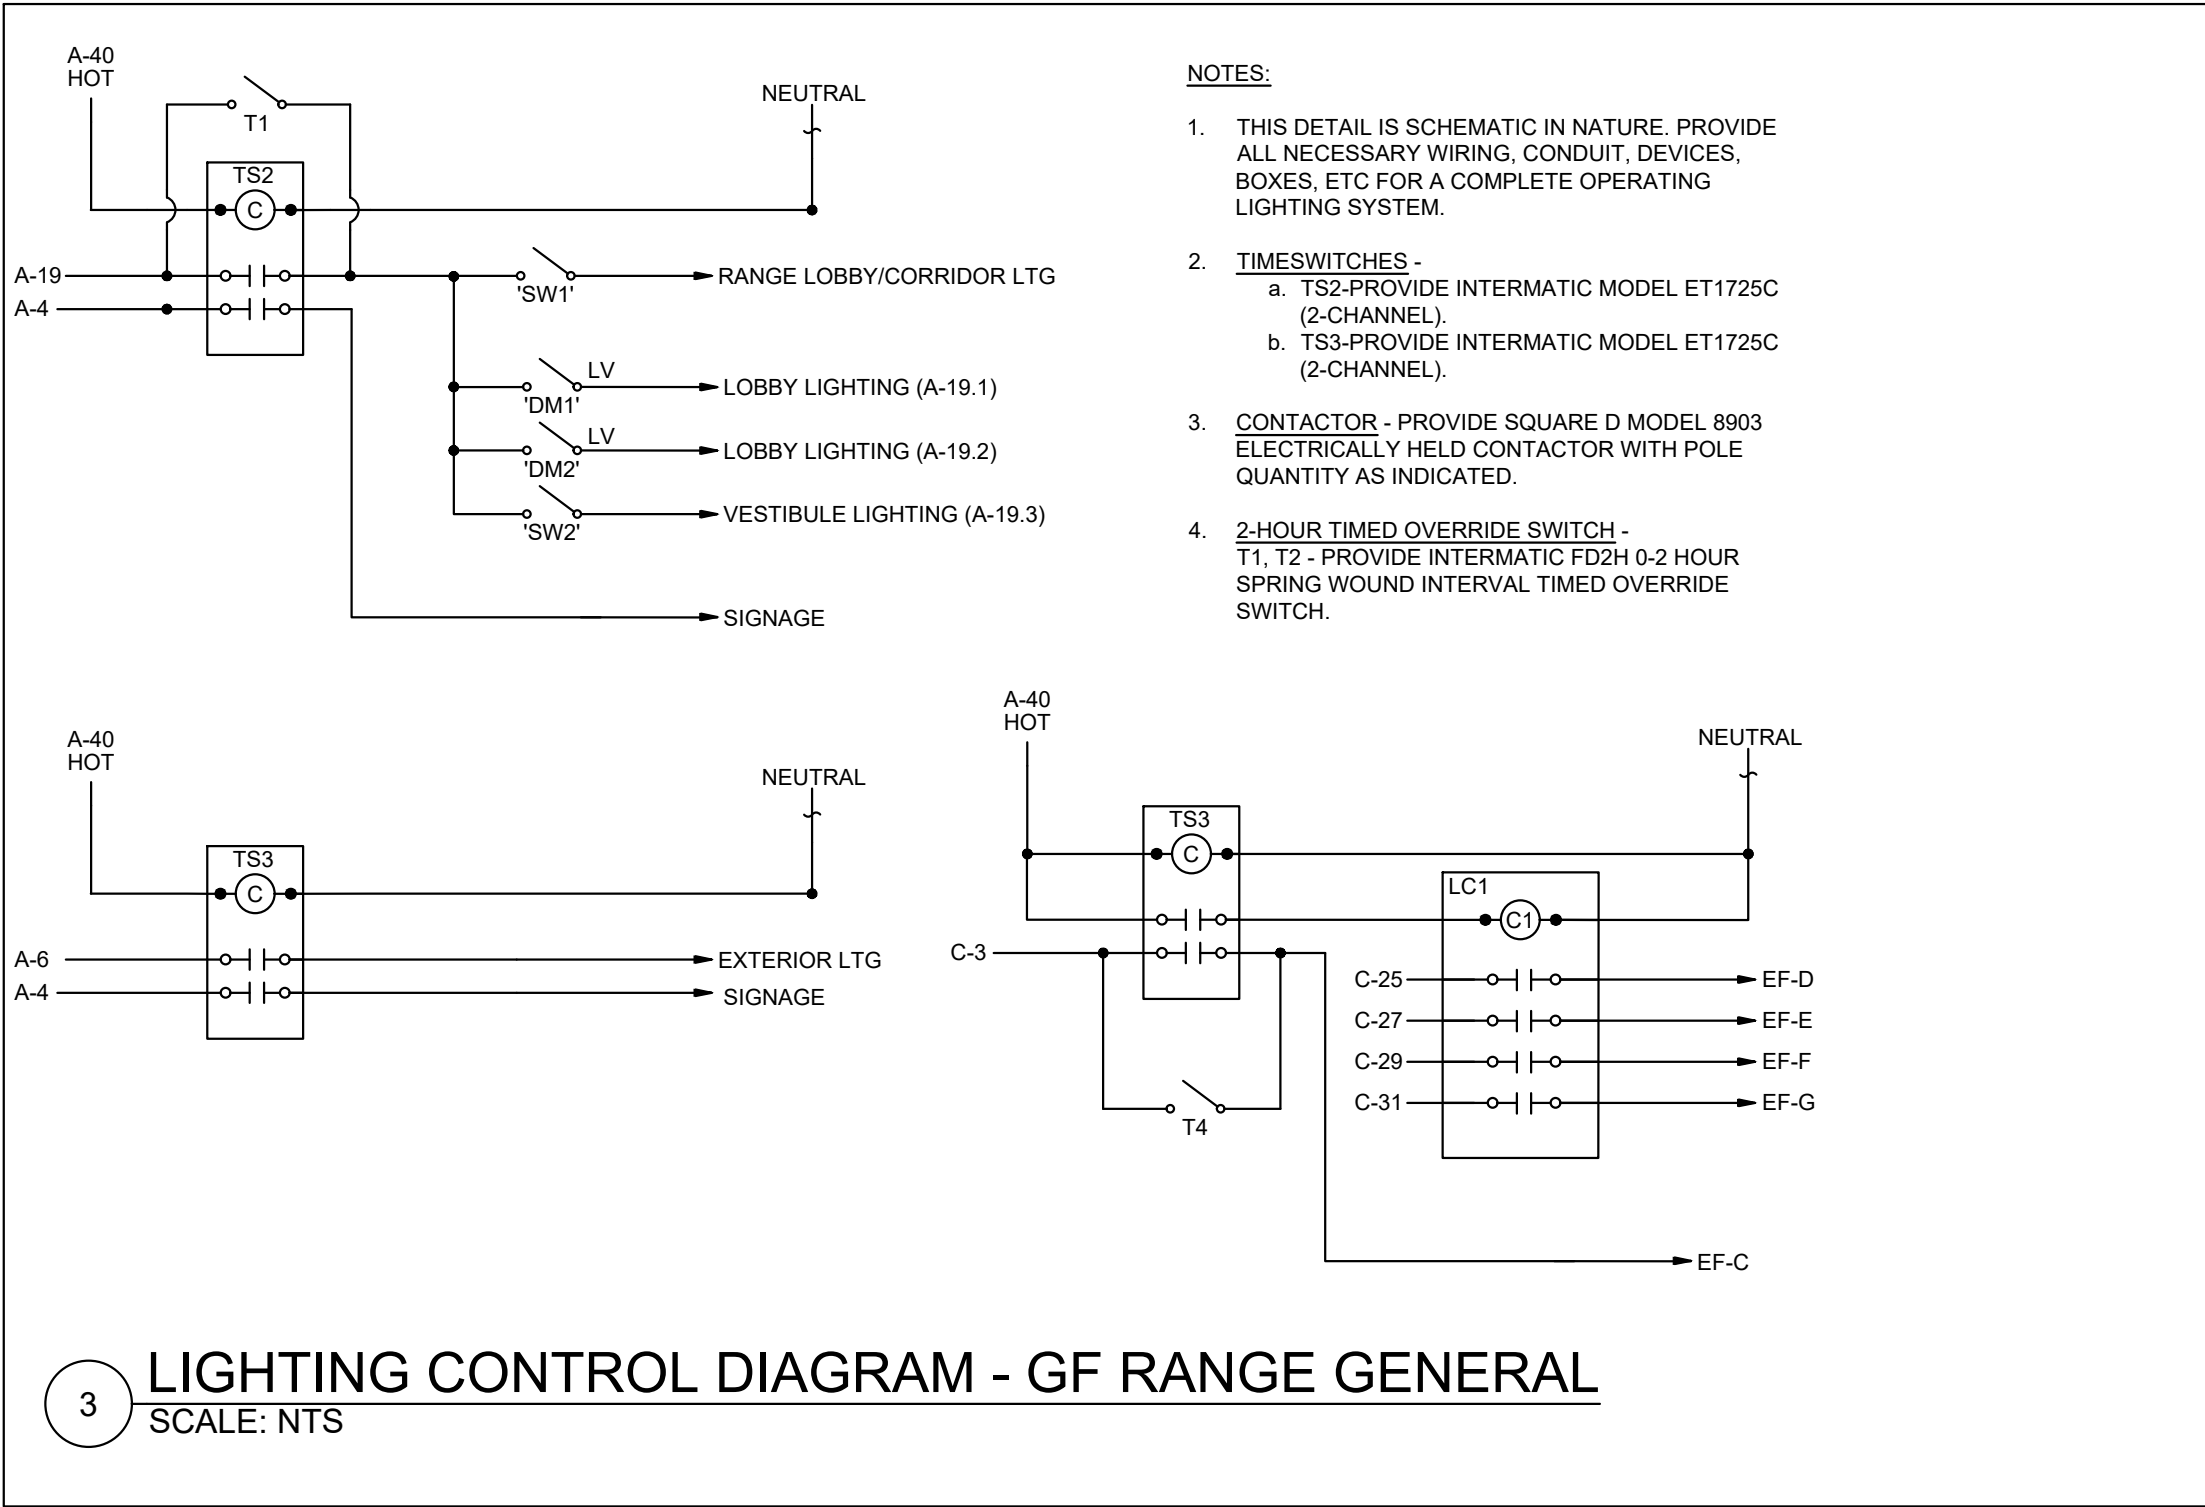 A-40
HOT
T1
NEUTRAL
TS2
C
A-19
A-4
'SW1'
RANGE LOBBY/CORRIDOR LTG
LV
'DM1'
LOBBY LIGHTING (A-19.1)
LV
'DM2'
LOBBY LIGHTING (A-19.2)
'SW2'
VESTIBULE LIGHTING (A-19.3)
SIGNAGE
NOTES:
1. THIS DETAIL IS SCHEMATIC IN NATURE. PROVIDE
ALL NECESSARY WIRING, CONDUIT, DEVICES,
BOXES, ETC FOR A COMPLETE OPERATING
LIGHTING SYSTEM.
2. TIMESWITCHES -
a. TS2-PROVIDE INTERMATIC MODEL ET1725C
(2-CHANNEL).
b. TS3-PROVIDE INTERMATIC MODEL ET1725C
(2-CHANNEL).
3. CONTACTOR - PROVIDE SQUARE D MODEL 8903
ELECTRICALLY HELD CONTACTOR WITH POLE
QUANTITY AS INDICATED.
4. 2-HOUR TIMED OVERRIDE SWITCH -
T1, T2 - PROVIDE INTERMATIC FD2H 0-2 HOUR
SPRING WOUND INTERVAL TIMED OVERRIDE
SWITCH.
A-40
HOT
NEUTRAL
TS3
C
A-6
EXTERIOR LTG
A-4
SIGNAGE
A-40
HOT
NEUTRAL
TS3
C
LC1
C1
C-3
C-25
EF-D
C-27
EF-E
C-29
EF-F
C-31
EF-G
T4
EF-C
3
LIGHTING CONTROL DIAGRAM - GF RANGE GENERAL
SCALE: NTS